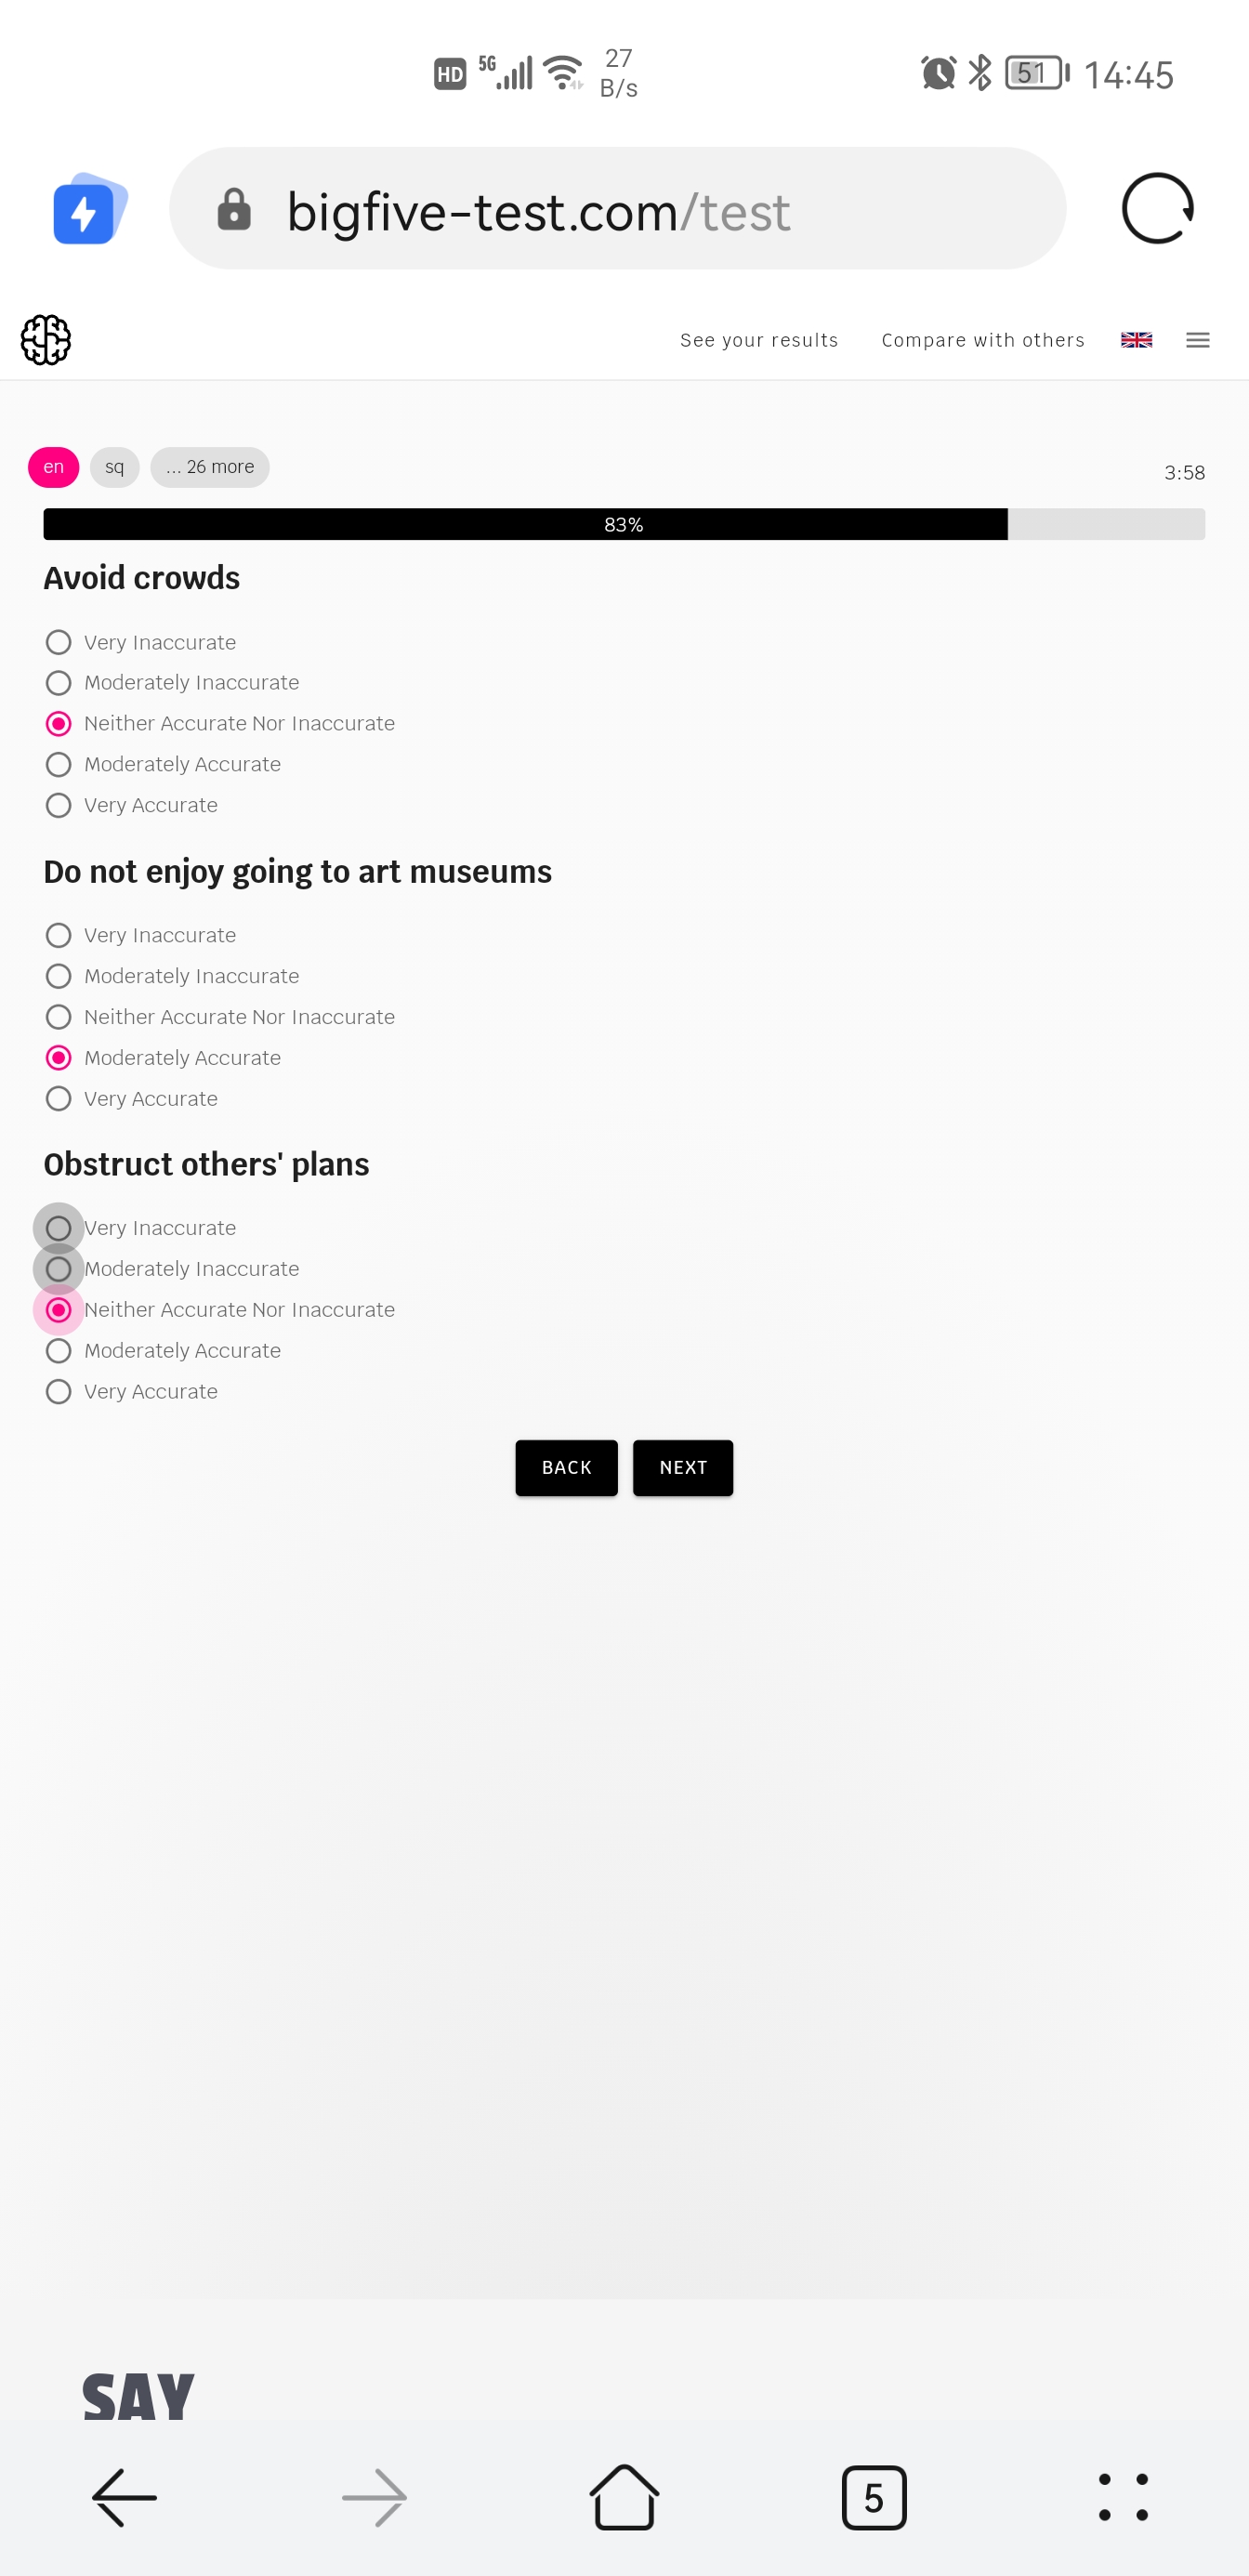 HD 5G 27 B/s 51 14:45
bigfive-test.com/test
See your results Compare with others
en sq ... 26 more 3:58
83%
Avoid crowds
Very Inaccurate
Moderately Inaccurate
Neither Accurate Nor Inaccurate
Moderately Accurate
Very Accurate
Do not enjoy going to art museums
Very Inaccurate
Moderately Inaccurate
Neither Accurate Nor Inaccurate
Moderately Accurate
Very Accurate
Obstruct others' plans
Very Inaccurate
Moderately Inaccurate
Neither Accurate Nor Inaccurate
Moderately Accurate
Very Accurate
BACK NEXT
SAY
5